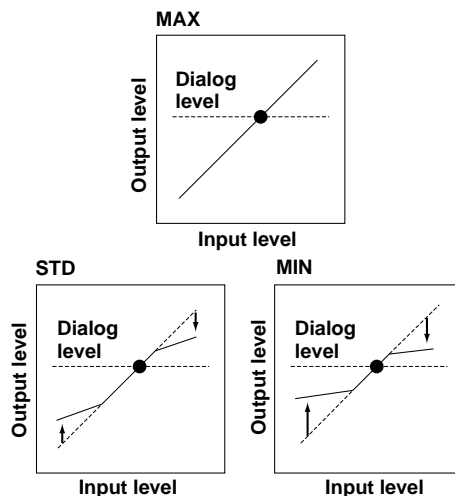 MAX
Dialog
level
Output level
Input level
STD
Dialog
level
Output level
Input level
MIN
Dialog
level
Output level
Input level